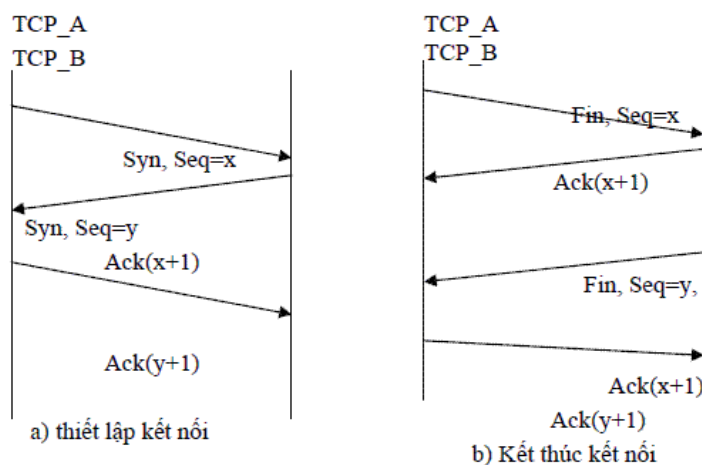 TCP_A
TCP_B
Syn, Seq=x
Syn, Seq=y
Ack(x+1)
Ack(y+1)
a) thiết lập kết nối
TCP_A
TCP_B
Fin, Seq=x
Ack(x+1)
Fin, Seq=y,
Ack(x+1)
Ack(y+1)
b) Kết thúc kết nối